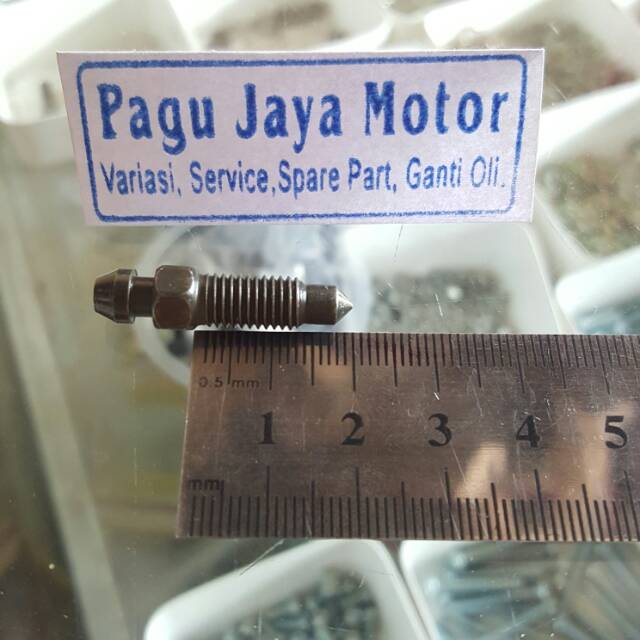 Pagu Jaya Motor
Variasi, Service, Spare Part, Ganti Oli.
0.5 mm
1 2 3 4 5
mm